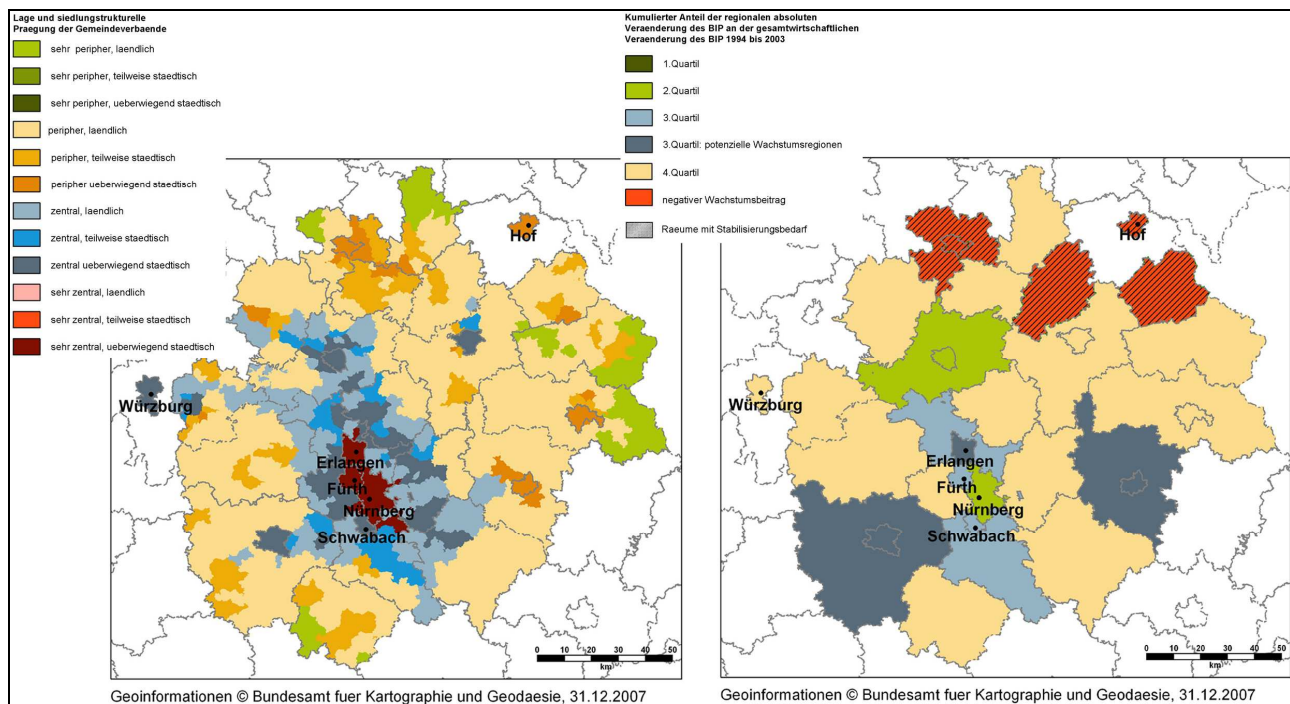 Lage und siedlungstrukturelle
Praegung der Gemeindeverbaende
sehr peripher, laendlich
sehr peripher, teilweise staedtisch
sehr peripher, ueberwiegend staedtisch
peripher, laendlich
peripher, teilweise staedtisch
peripher ueberwiegend staedtisch
zentral, laendlich
zentral, teilweise staedtisch
zentral ueberwiegend staedtisch
sehr zentral, laendlich
sehr zentral, teilweise staedtisch
sehr zentral, ueberwiegend staedtisch
Hof
Würzburg
Erlangen
Fürth
Nürnberg
Schwabach
0 10 20 30 40 50
km
Geoinformationen © Bundesamt fuer Kartographie und Geodaesie, 31.12.2007
Kumulierter Anteil der regionalen absoluten
Veraenderung des BIP an der gesamtwirtschaftlichen
Veraenderung des BIP 1994 bis 2003
1.Quartil
2.Quartil
3.Quartil
3.Quartil: potenzielle Wachstumsregionen
4.Quartil
negativer Wachstumsbeitrag
Raeume mit Stabilisierungsbedarf
Hof
Würzburg
Erlangen
Fürth
Nürnberg
Schwabach
0 10 20 30 40 50
km
Geoinformationen © Bundesamt fuer Kartographie und Geodaesie, 31.12.2007